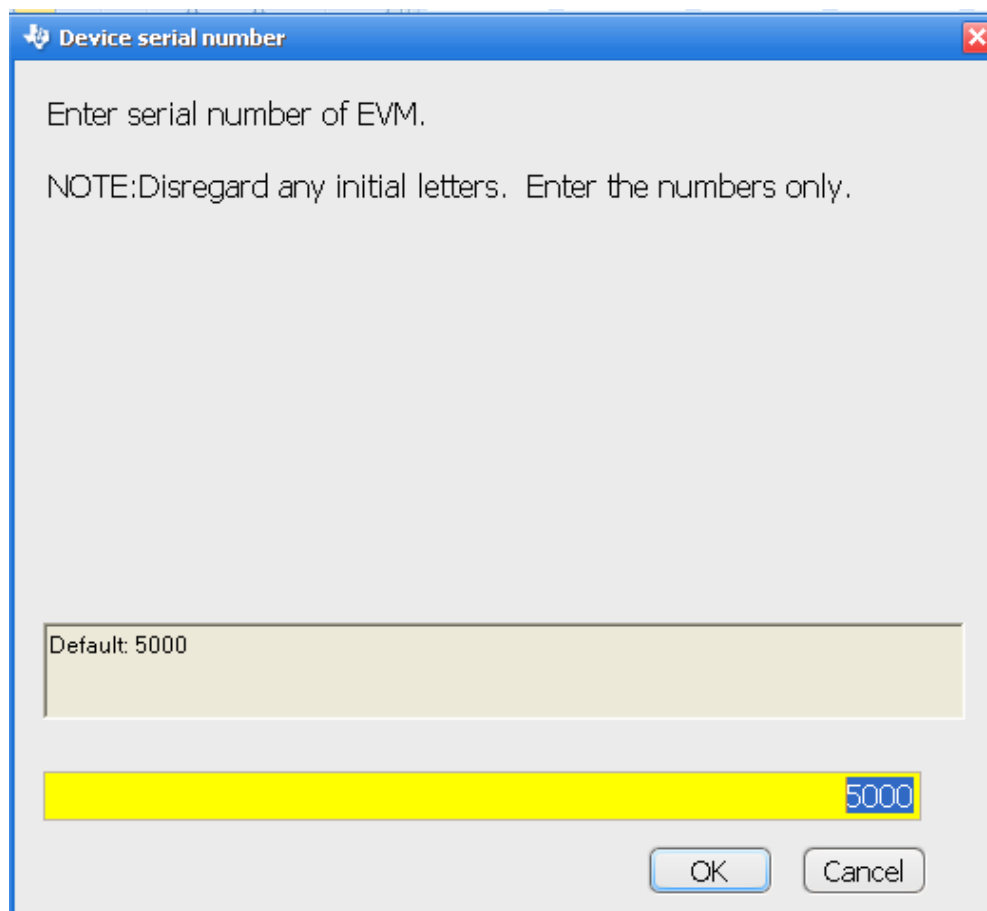 Device serial number
Enter serial number of EVM.
NOTE:Disregard any initial letters. Enter the numbers only.
Default: 5000
5000
OK
Cancel